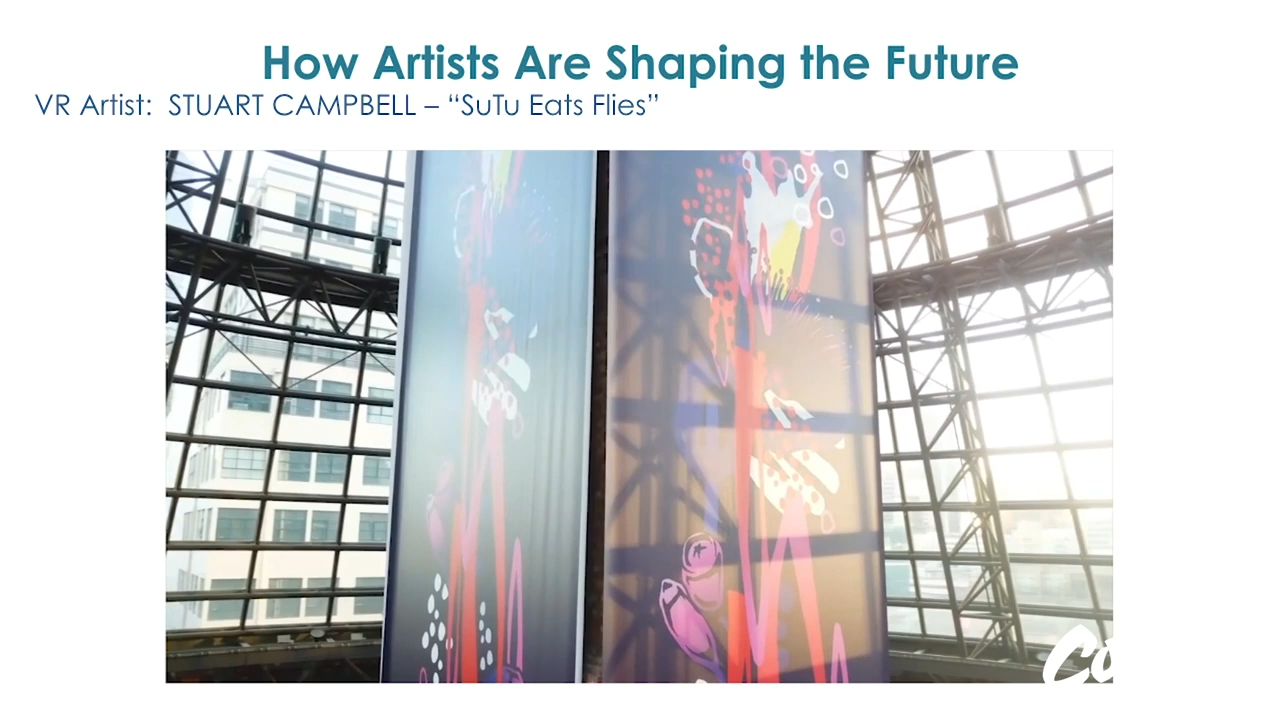 How Artists Are Shaping the Future
VR Artist:  STUART CAMPBELL – “SuTu Eats Flies”